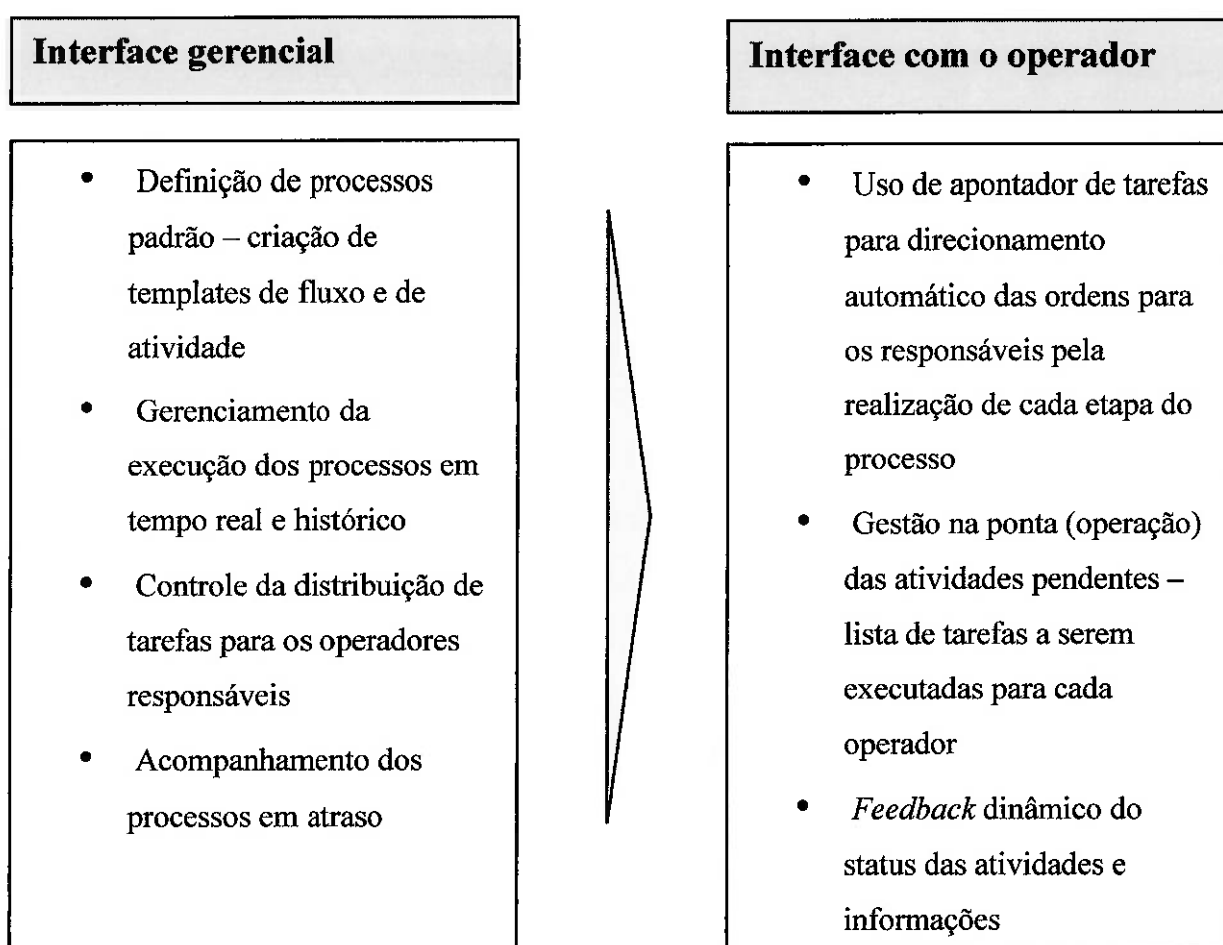 Interface gerencial
• Definição de processos
padrão – criação de
templates de fluxo e de
atividade
• Gerenciamento da
execução dos processos em
tempo real e histórico
• Controle da distribuição de
tarefas para os operadores
responsáveis
• Acompanhamento dos
processos em atraso
Interface com o operador
• Uso de apontador de tarefas
para direcionamento
automático das ordens para
os responsáveis pela
realização de cada etapa do
processo
• Gestão na ponta (operação)
das atividades pendentes –
lista de tarefas a serem
executadas para cada
operador
• Feedback dinâmico do
status das atividades e
informações